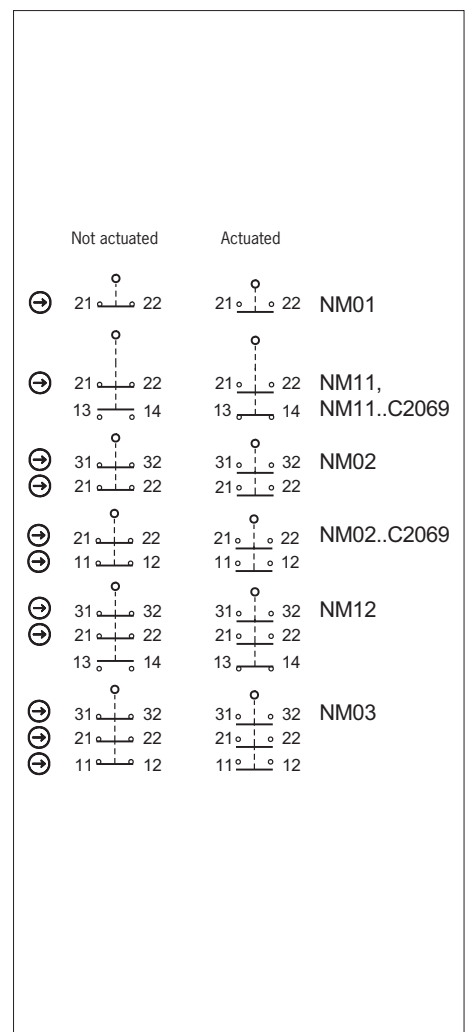 Not actuated Actuated
21 22 21 22 NM01
21 22 21 22 NM11,
13 14 13 14 NM11..C2069
31 32 31 32 NM02
21 22 21 22
21 22 21 22 NM02..C2069
11 12 11 12
31 32 31 32 NM12
21 22 21 22
13 14 13 14
31 32 31 32 NM03
21 22 21 22
11 12 11 12